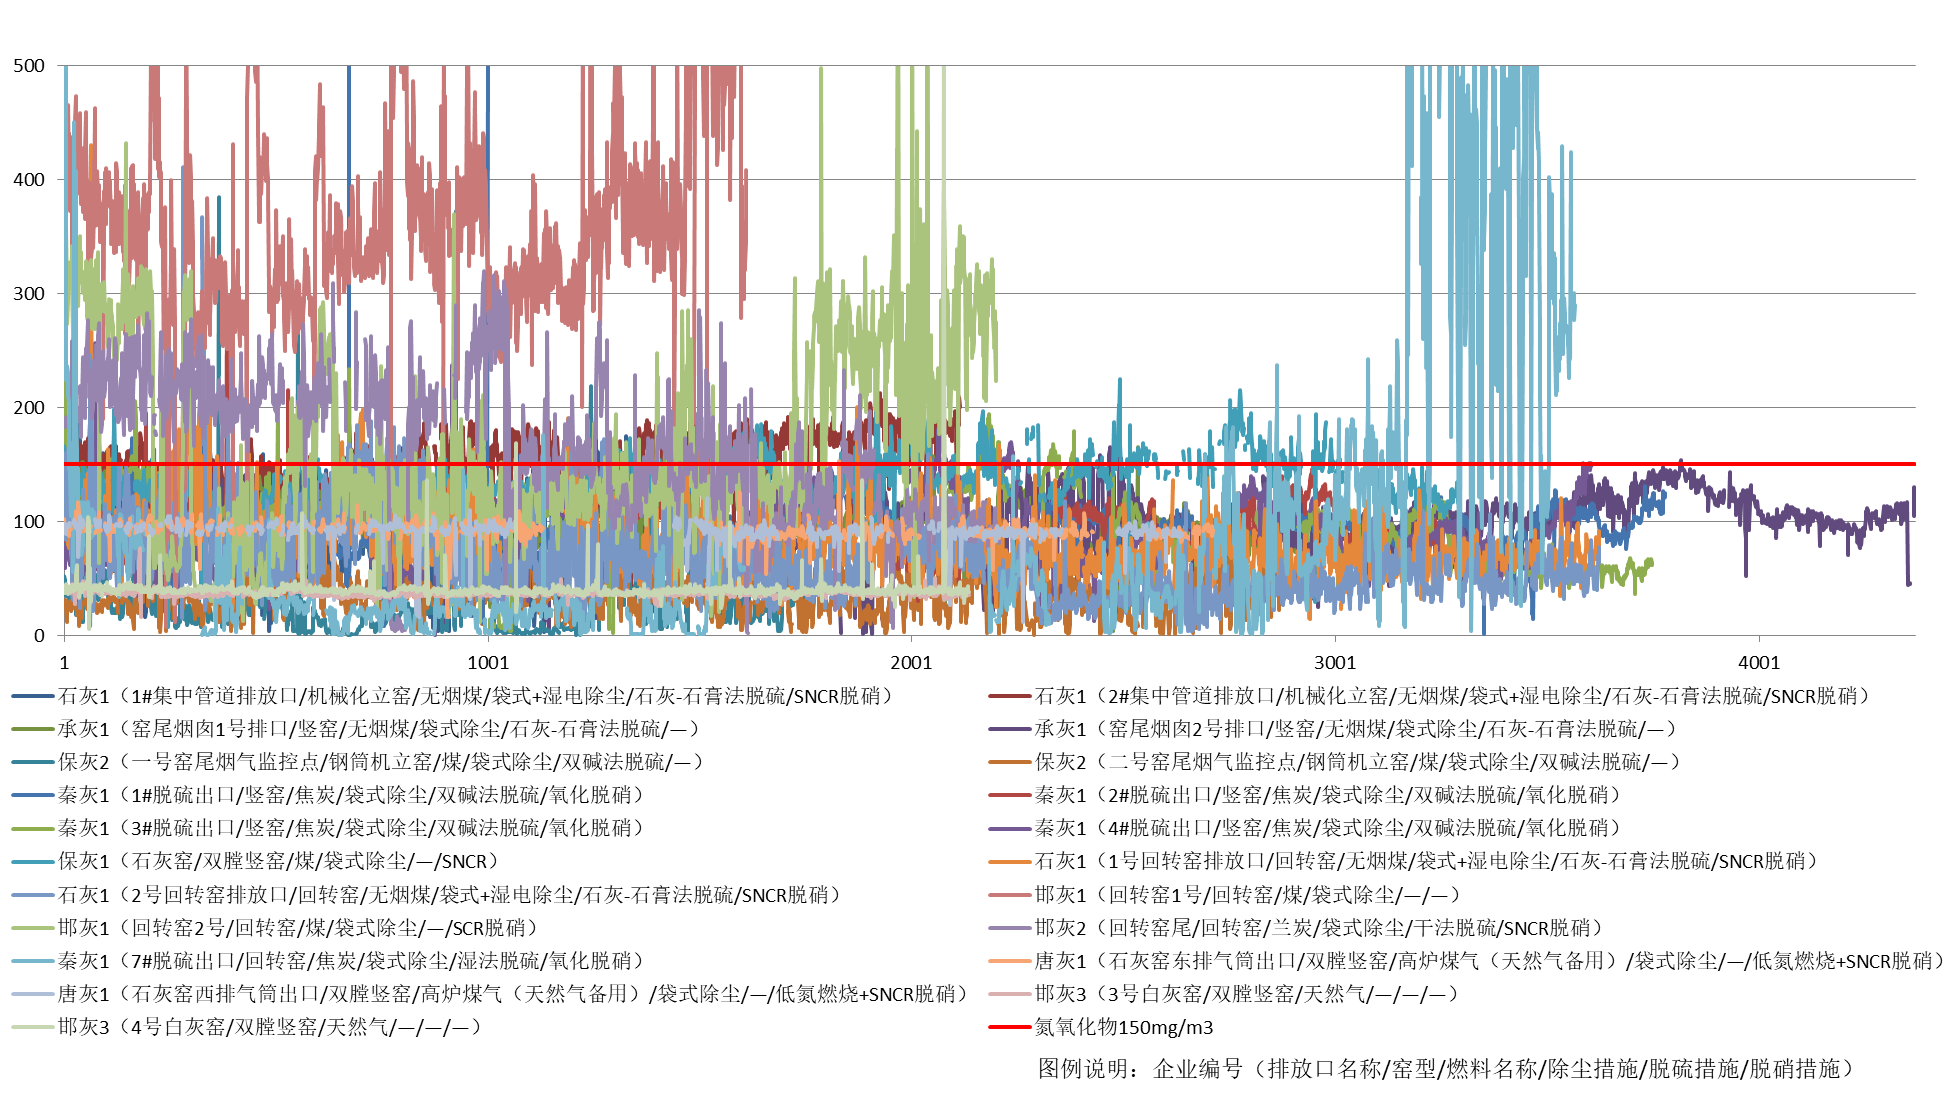 500
400
300
200
100
0
1 1001 2001 3001 4001
石灰1（1#集中管道排放口/机械化立窑/无烟煤/袋式+湿电除尘/石灰-石膏法脱硫/SNCR脱硝）
石灰1（2#集中管道排放口/机械化立窑/无烟煤/袋式+湿电除尘/石灰-石膏法脱硫/SNCR脱硝）
承灰1（窑尾烟囱1号排口/竖窑/无烟煤/袋式除尘/石灰-石膏法脱硫/—）
承灰1（窑尾烟囱2号排口/竖窑/无烟煤/袋式除尘/石灰-石膏法脱硫/—）
保灰2（一号窑尾烟气监控点/钢筒机立窑/煤/袋式除尘/双碱法脱硫/—）
保灰2（二号窑尾烟气监控点/钢筒机立窑/煤/袋式除尘/双碱法脱硫/—）
秦灰1（1#脱硫出口/竖窑/焦炭/袋式除尘/双碱法脱硫/氧化脱硝）
秦灰1（2#脱硫出口/竖窑/焦炭/袋式除尘/双碱法脱硫/氧化脱硝）
秦灰1（3#脱硫出口/竖窑/焦炭/袋式除尘/双碱法脱硫/氧化脱硝）
秦灰1（4#脱硫出口/竖窑/焦炭/袋式除尘/双碱法脱硫/氧化脱硝）
保灰1（石灰窑/双膛竖窑/煤/袋式除尘/—/SNCR）
石灰1（1号回转窑排放口/回转窑/无烟煤/袋式+湿电除尘/石灰-石膏法脱硫/SNCR脱硝）
石灰1（2号回转窑排放口/回转窑/无烟煤/袋式+湿电除尘/石灰-石膏法脱硫/SNCR脱硝）
邯灰1（回转窑1号/回转窑/煤/袋式除尘/—/—）
邯灰1（回转窑2号/回转窑/煤/袋式除尘/—/SCR脱硝）
邯灰2（回转窑尾/回转窑/兰炭/袋式除尘/干法脱硫/SNCR脱硝）
秦灰1（7#脱硫出口/回转窑/焦炭/袋式除尘/湿法脱硫/氧化脱硝）
唐灰1（石灰窑东排气筒出口/双膛竖窑/高炉煤气（天然气备用）/袋式除尘/—/低氮燃烧+SNCR脱硝）
唐灰1（石灰窑西排气筒出口/双膛竖窑/高炉煤气（天然气备用）/袋式除尘/—/低氮燃烧+SNCR脱硝）
邯灰3（3号白灰窑/双膛竖窑/天然气/—/—/—）
邯灰3（4号白灰窑/双膛竖窑/天然气/—/—/—）
氮氧化物150mg/m3
图例说明：企业编号（排放口名称/窑型/燃料名称/除尘措施/脱硫措施/脱硝措施）